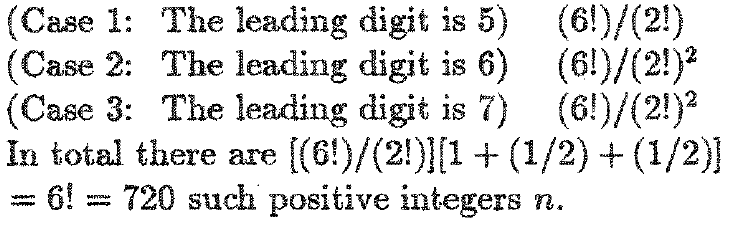 (Case 1: The leading digit is 5) (6!)/(2!)
(Case 2: The leading digit is 6) (6!)/(2!)²
(Case 3: The leading digit is 7) (6!)/(2!)²
In total there are [(6!)/(2!)][1 + (1/2) + (1/2)]
= 6! = 720 such positive integers n.